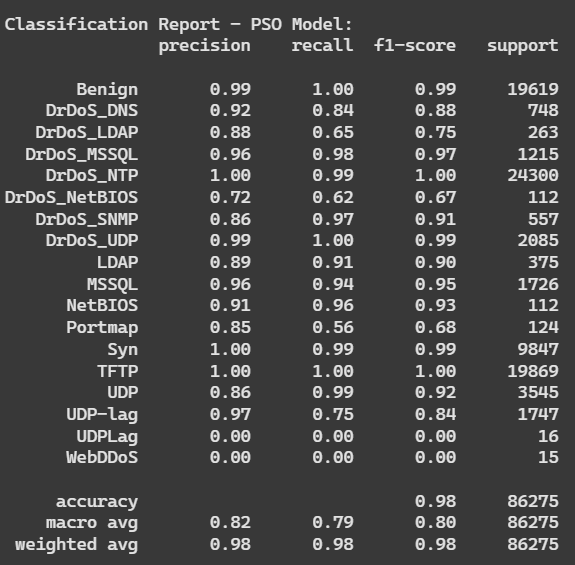 Classification Report - PSO Model:
precision recall f1-score support
Benign 0.99 1.00 0.99 19619
DrDoS_DNS 0.92 0.84 0.88 748
DrDoS_LDAP 0.88 0.65 0.75 263
DrDoS_MSSQL 0.96 0.98 0.97 1215
DrDoS_NTP 1.00 0.99 1.00 24300
DrDoS_NetBIOS 0.72 0.62 0.67 112
DrDoS_SNMP 0.86 0.97 0.91 557
DrDoS_UDP 0.99 1.00 0.99 2085
LDAP 0.89 0.91 0.90 375
MSSQL 0.96 0.94 0.95 1726
NetBIOS 0.91 0.96 0.93 112
Portmap 0.85 0.56 0.68 124
Syn 1.00 0.99 0.99 9847
TFTP 1.00 1.00 1.00 19869
UDP 0.86 0.99 0.92 3545
UDP-lag 0.97 0.75 0.84 1747
UDPLag 0.00 0.00 0.00 16
WebDDoS 0.00 0.00 0.00 15
accuracy 0.98 86275
macro avg 0.82 0.79 0.80 86275
weighted avg 0.98 0.98 0.98 86275